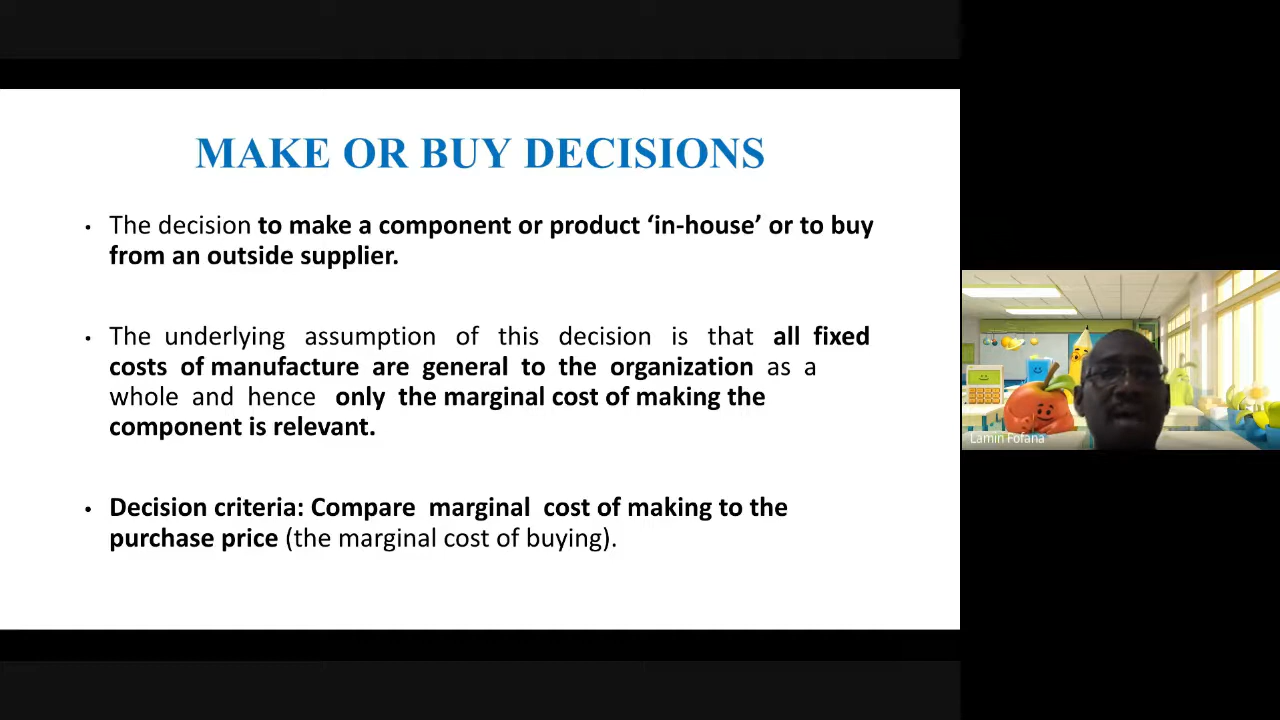 MAKE OR BUY DECISIONS
• The decision to make a component or product ‘in-house’ or to buy
from an outside supplier.
• The underlying assumption of this decision is that all fixed
costs of manufacture are general to the organization as a
whole and hence only the marginal cost of making the
component is relevant.
• Decision criteria: Compare marginal cost of making to the
purchase price (the marginal cost of buying).
Lamin Fofana